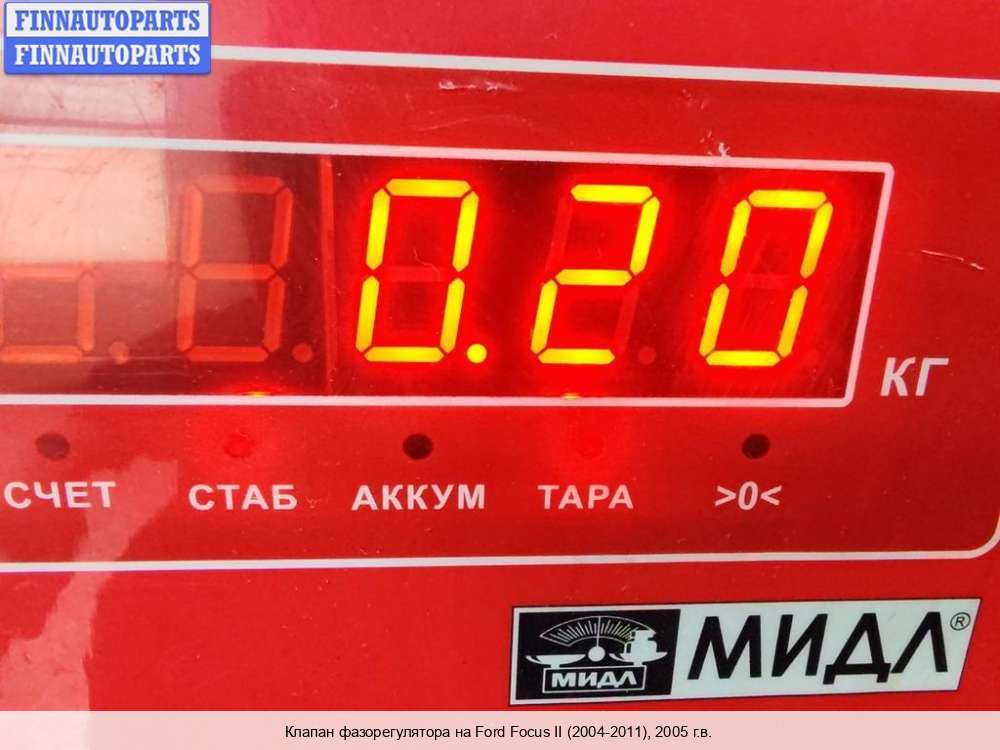 FINNAUTOPARTS
FINNAUTOPARTS
0.20
КГ
СЧЕТ СТАБ АККУМ ТАРА >0<
МИДЛ МИДЛ®
Клапан фазорегулятора на Ford Focus II (2004-2011), 2005 г.в.